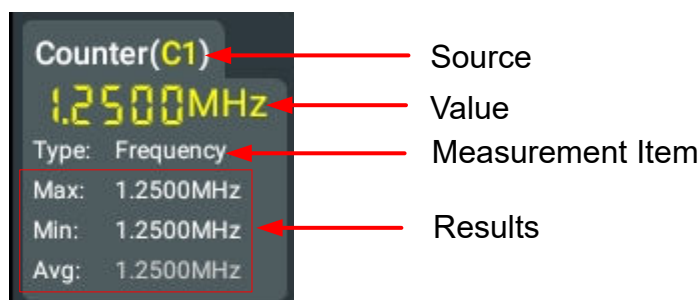 Counter(C1)
Source
1.2500MHz
Value
Type: Frequency
Measurement Item
Max: 1.2500MHz
Min: 1.2500MHz
Results
Avg: 1.2500MHz